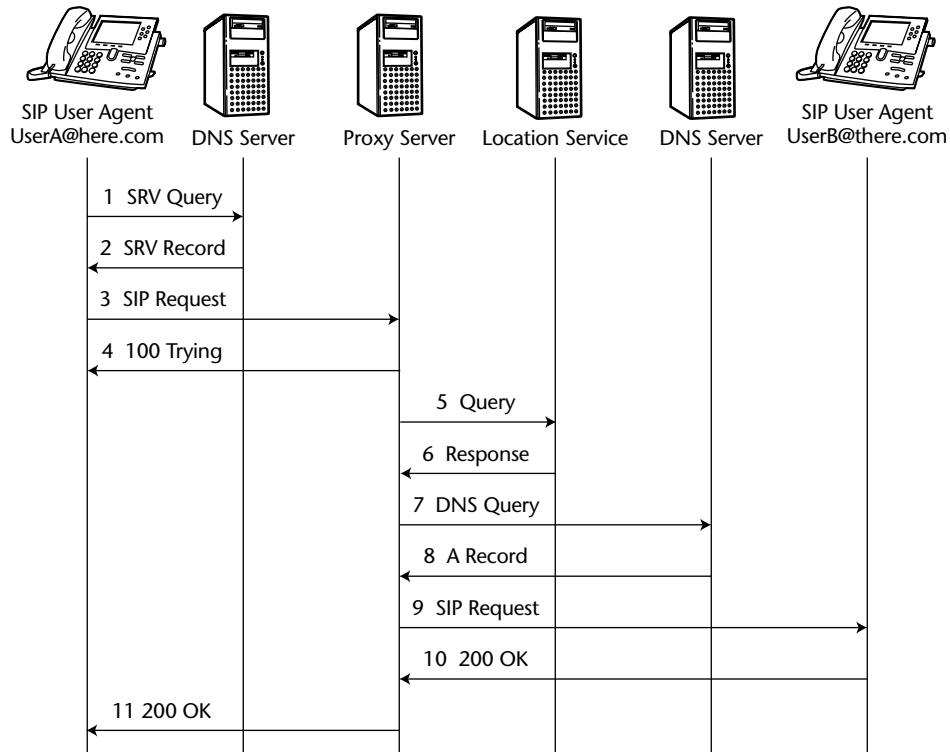 SIP User Agent
UserA@here.com
DNS Server
Proxy Server
Location Service
DNS Server
SIP User Agent
UserB@there.com
1 SRV Query
2 SRV Record
3 SIP Request
4 100 Trying
5 Query
6 Response
7 DNS Query
8 A Record
9 SIP Request
10 200 OK
11 200 OK